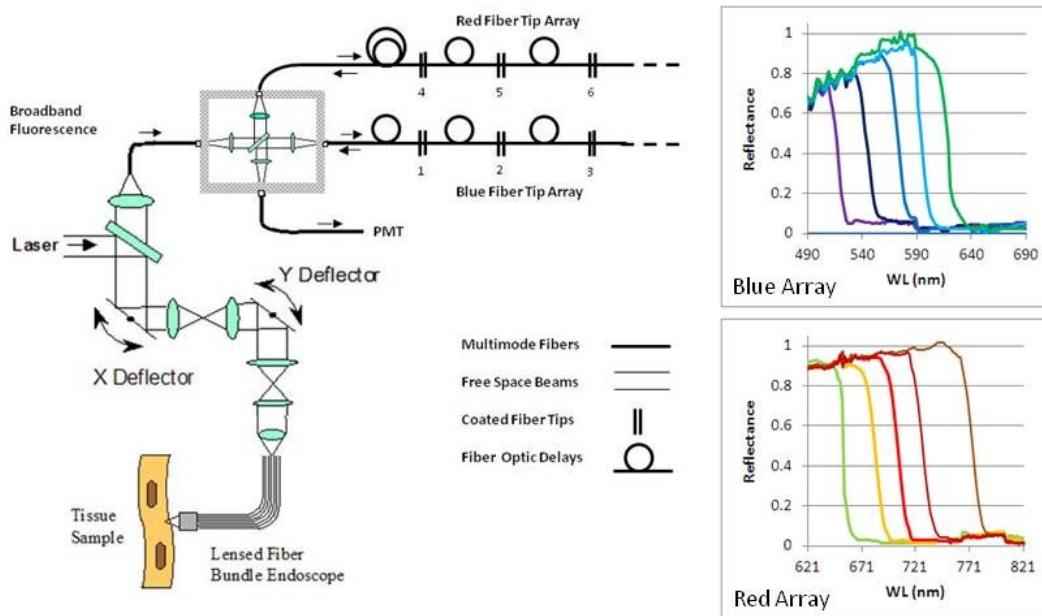 Red Fiber Tip Array
4
5
6
Broadband
Fluorescence
1
2
3
Blue Fiber Tip Array
PMT
Laser
Y Deflector
X Deflector
Multimode Fibers
Free Space Beams
Coated Fiber Tips
Fiber Optic Delays
Tissue
Sample
Lensed Fiber
Bundle Endoscope
1
0.8
0.6
0.4
0.2
0
Reflectance
490 540 590 640 690
WL (nm)
Blue Array
1
0.8
0.6
0.4
0.2
0
Reflectance
621 671 721 771 821
WL (nm)
Red Array